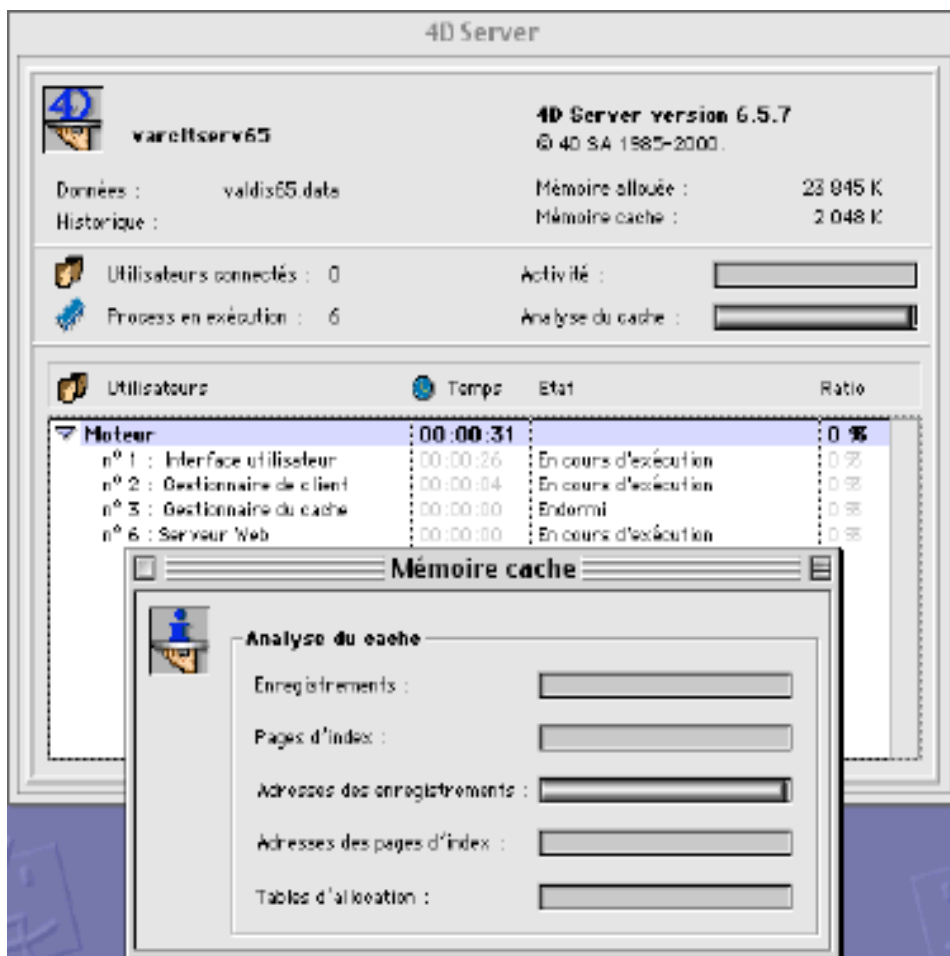 4D Server
4D
varcltserv65
4D Server version 6.5.7
© 4D SA 1985-2000.
Données : valdis65.data
Mémoire allouée : 23 845 K
Historique :
Mémoire cache : 2 048 K
Utilisateurs connectés : 0
Activité :
Process en exécution : 6
Analyse du cache :
Utilisateurs Temps Etat Ratio
Moteur 00:00:31 0 %
n° 1 : Interface utilisateur 00:00:26 En cours d'exécution 0 %
n° 2 : Gestionnaire de client 00:00:04 En cours d'exécution 0 %
n° 3 : Gestionnaire du cache 00:00:00 Endormi 0 %
n° 6 : Serveur Web 00:00:00 En cours d'exécution 0 %
Mémoire cache
Analyse du cache
Enregistrements :
Pages d'index :
Adresses des enregistrements :
Adresses des pages d'index :
Tables d'allocation :